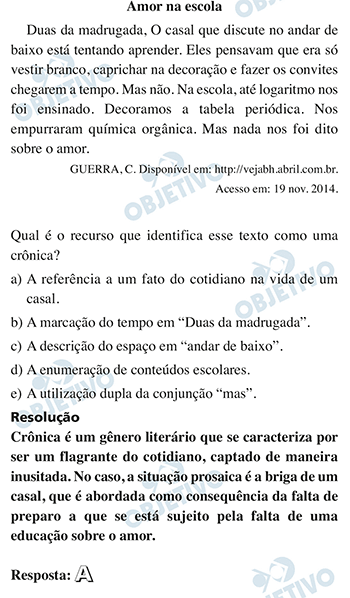 Amor na escola
Duas da madrugada, O casal que discute no andar de
baixo está tentando aprender. Eles pensavam que era só
vestir branco, caprichar na decoração e fazer os convites
chegarem a tempo. Mas não. Na escola, até logaritmo nos
foi ensinado. Decoramos a tabela periódica. Nos
empurraram química orgânica. Mas nada nos foi dito
sobre o amor.
GUERRA, C. Disponível em: http://vejabh.abril.com.br.
Acesso em: 19 nov. 2014.
Qual é o recurso que identifica esse texto como uma
crônica?
a) A referência a um fato do cotidiano na vida de um
casal.
b) A marcação do tempo em “Duas da madrugada”.
c) A descrição do espaço em “andar de baixo”.
d) A enumeração de conteúdos escolares.
e) A utilização dupla da conjunção “mas”.
Resolução
Crônica é um gênero literário que se caracteriza por
ser um flagrante do cotidiano, captado de maneira
inusitada. No caso, a situação prosaica é a briga de um
casal, que é abordada como consequência da falta de
preparo a que se está sujeito pela falta de uma
educação sobre o amor.
Resposta: A
OBJETIVO
OBJETIVO
OBJETIVO
OBJETIVO
OBJETIVO
OBJETIVO